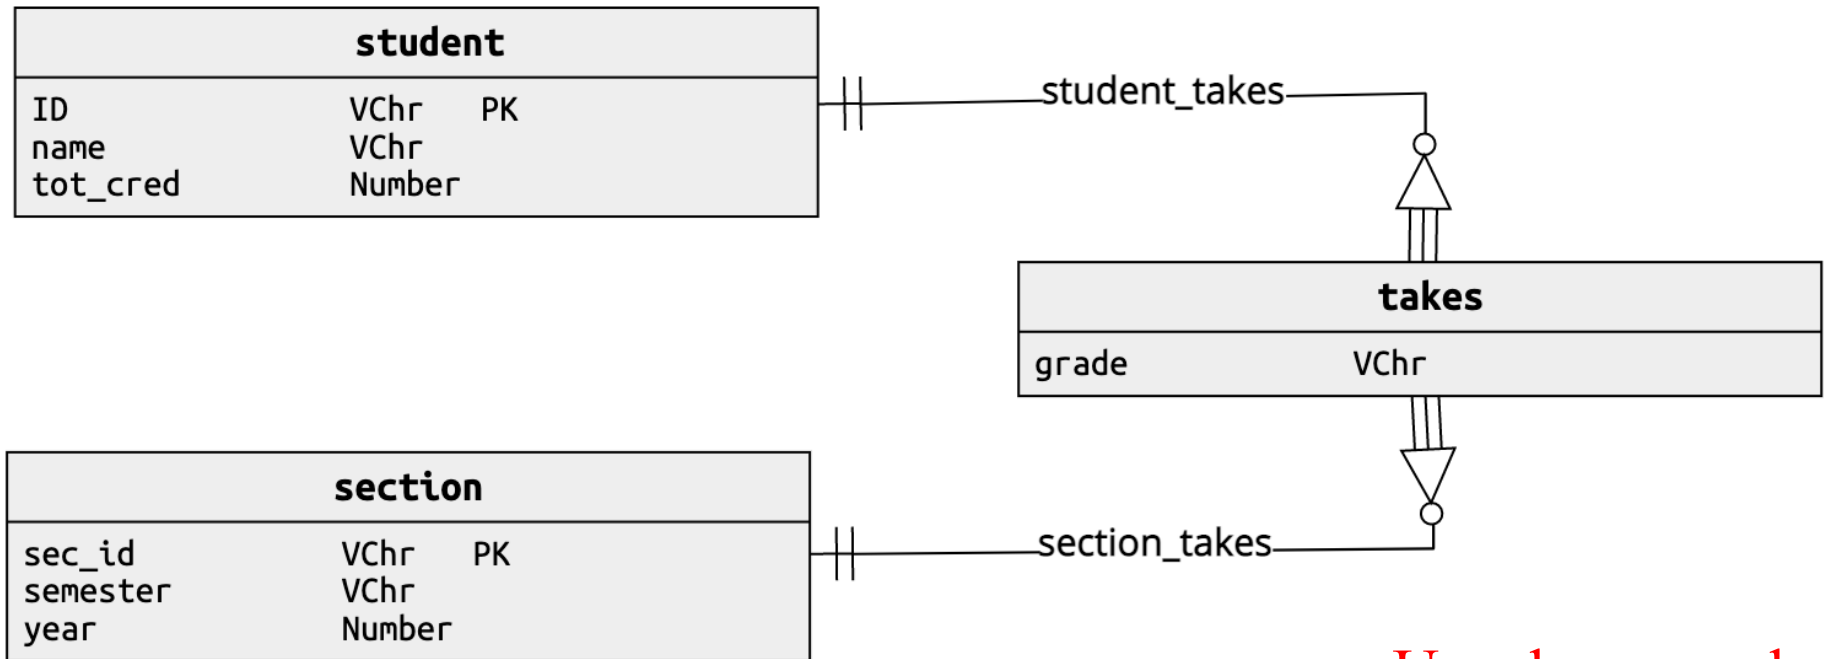 student
ID VChr PK
name VChr
tot_cred Number
student_takes
takes
grade VChr
section
sec_id VChr PK
semester VChr
year Number
section_takes